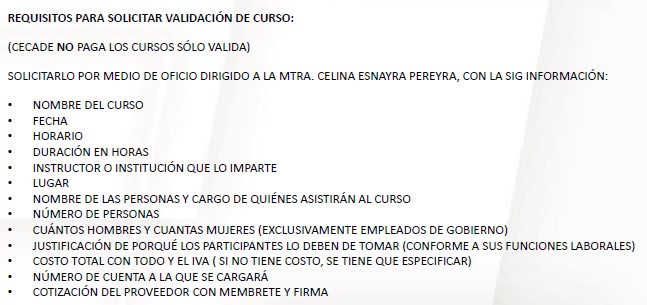 REQUISITOS PARA SOLICITAR VALIDACIÓN DE CURSO:
(CECADE NO PAGA LOS CURSOS SÓLO VALIDA)
SOLICITARLO POR MEDIO DE OFICIO DIRIGIDO A LA MTRA. CELINA ESNAYRA PEREYRA, CON LA SIG INFORMACIÓN:
• NOMBRE DEL CURSO
• FECHA
• HORARIO
• DURACIÓN EN HORAS
• INSTRUCTOR O INSTITUCIÓN QUE LO IMPARTE
• LUGAR
• NOMBRE DE LAS PERSONAS Y CARGO DE QUIÉNES ASISTIRÁN AL CURSO
• NÚMERO DE PERSONAS
• CUÁNTOS HOMBRES Y CUANTAS MUJERES (EXCLUSIVAMENTE EMPLEADOS DE GOBIERNO)
• JUSTIFICACIÓN DE PORQUÉ LOS PARTICIPANTES LO DEBEN DE TOMAR (CONFORME A SUS FUNCIONES LABORALES)
• COSTO TOTAL CON TODO Y EL IVA ( SI NO TIENE COSTO, SE TIENE QUE ESPECIFICAR)
• NÚMERO DE CUENTA A LA QUE SE CARGARÁ
• COTIZACIÓN DEL PROVEEDOR CON MEMBRETE Y FIRMA